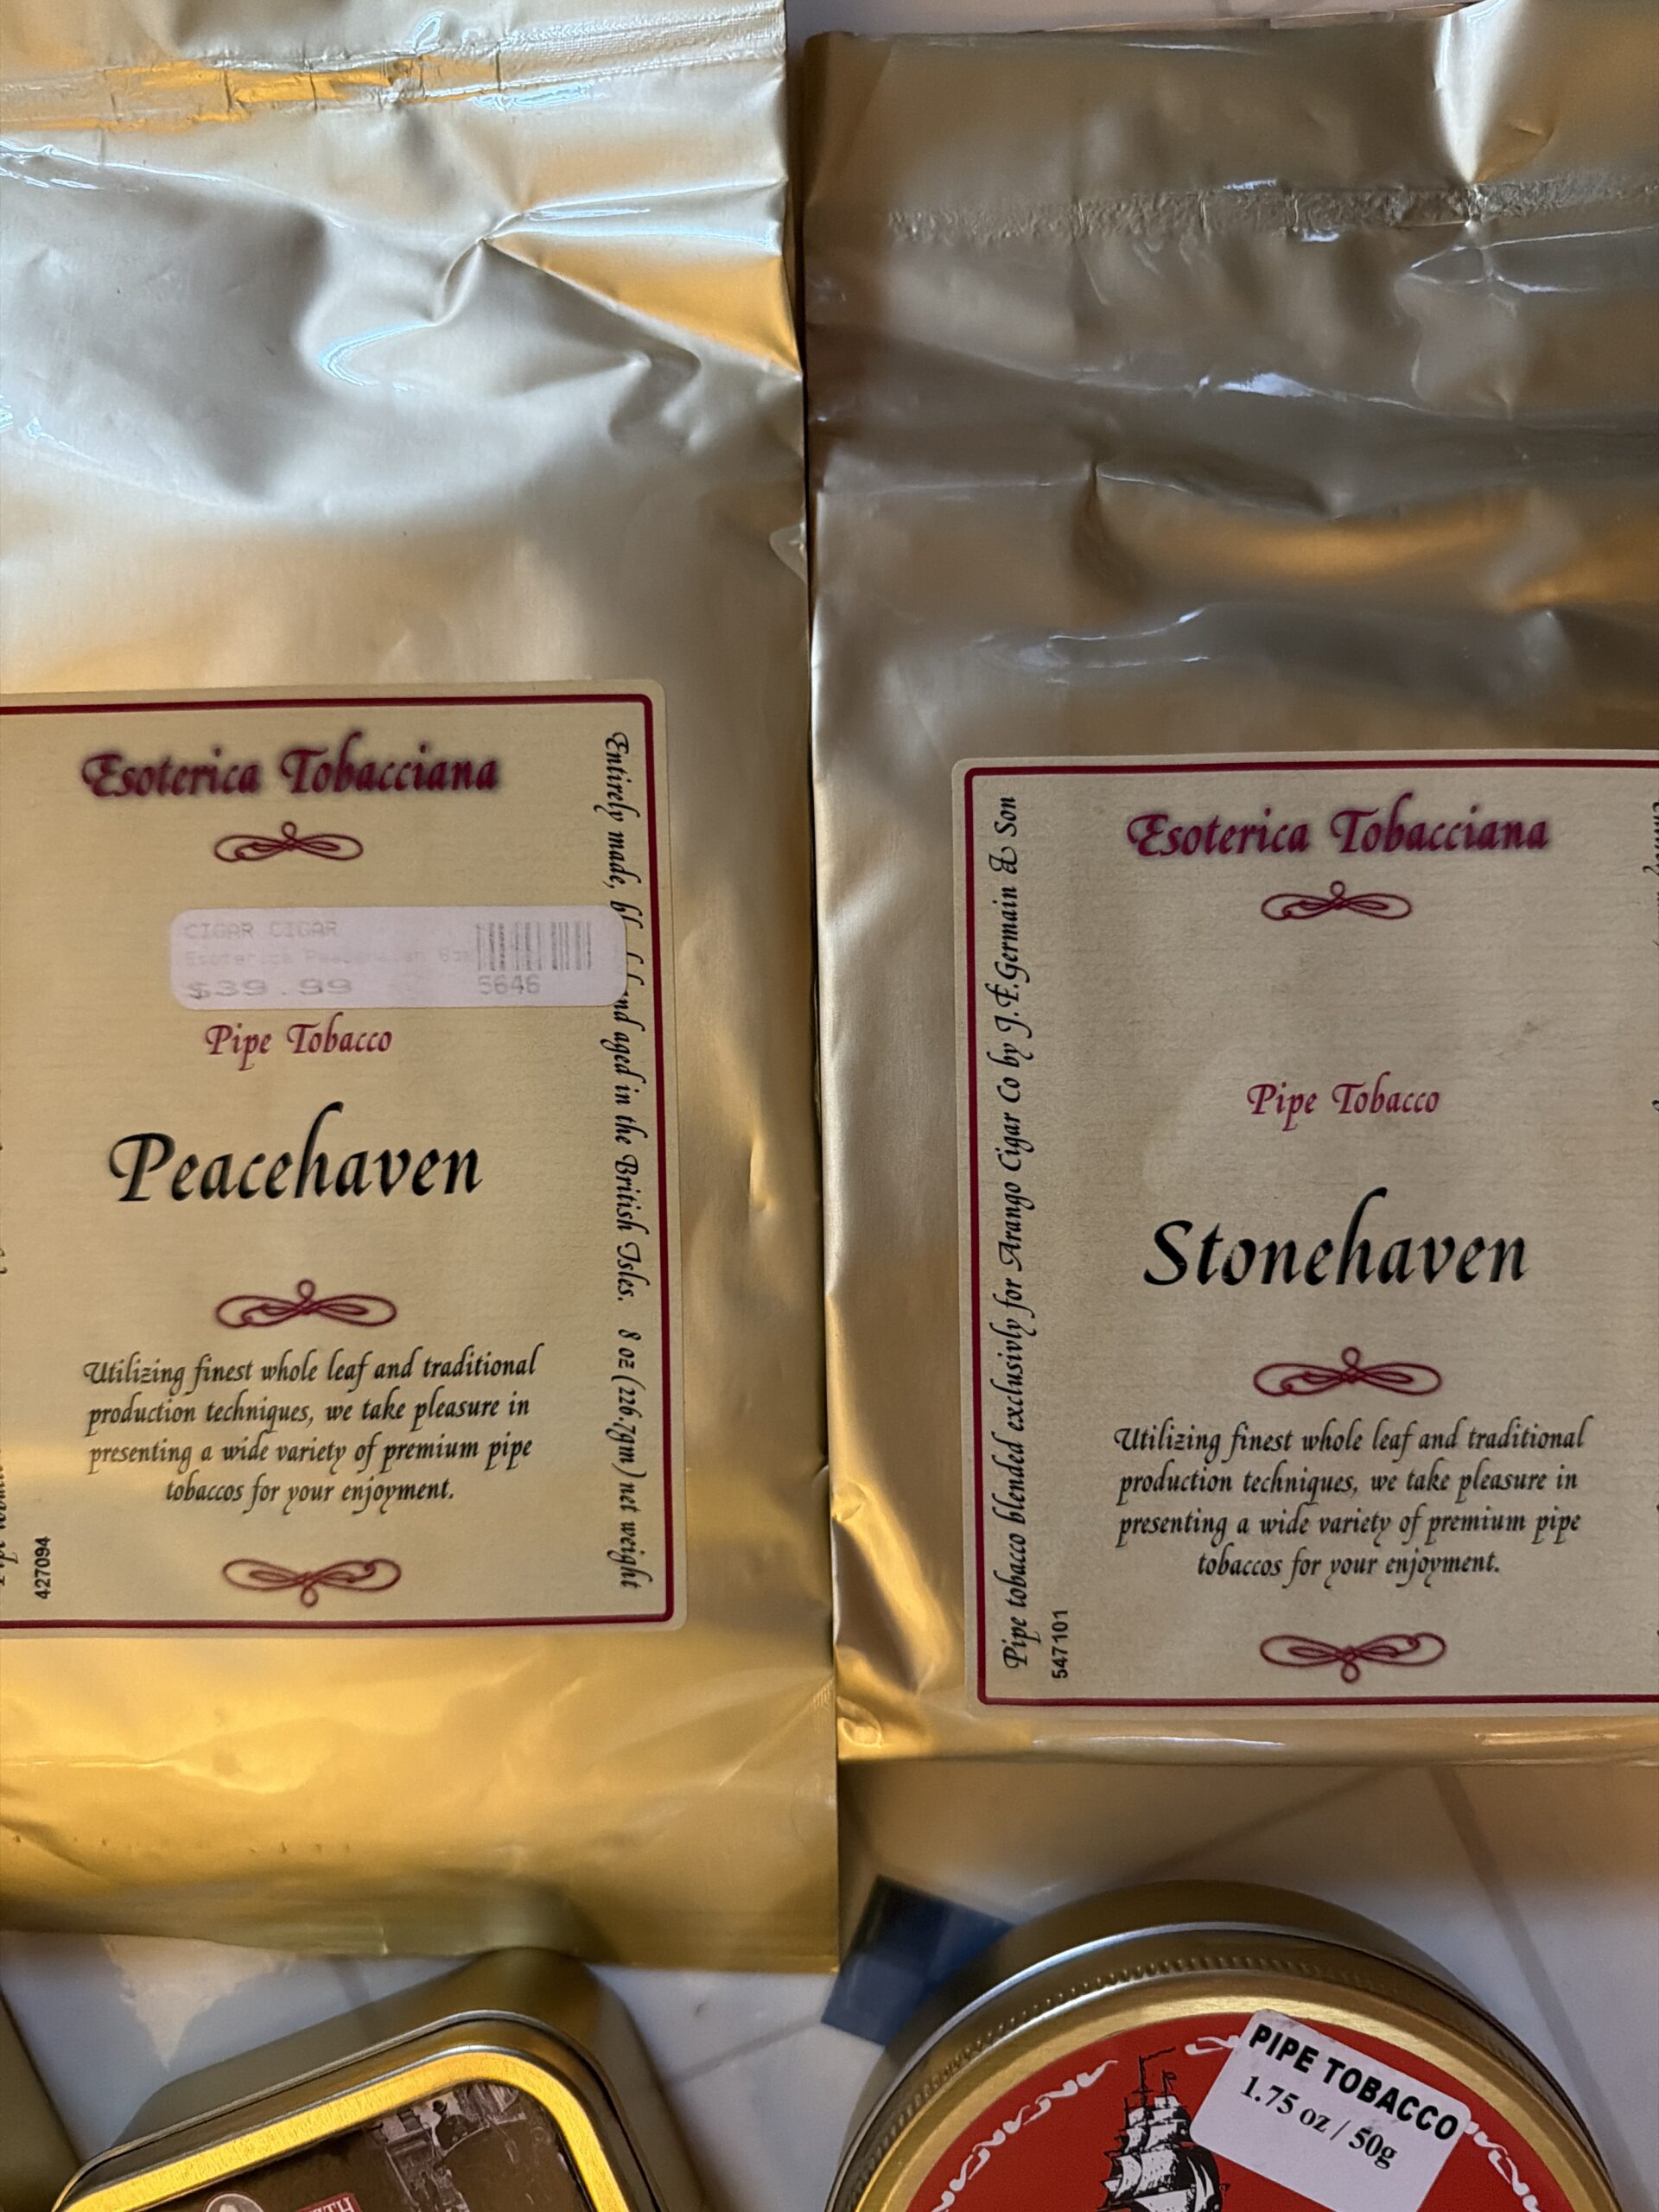 Esoterica Tobacciana
CIGAR CIGAR
Esoterica Peacehaven 8oz
$39.99
5646
Pipe Tobacco
Peacehaven
Utilizing finest whole leaf and traditional
production techniques, we take pleasure in
presenting a wide variety of premium pipe
tobaccos for your enjoyment.
427094
Entirely made, and aged in the British Isles. 8 oz (226.7gm) net weight
Pipe tobacco blended exclusivly for Arango Cigar Co by J.F.Germain & Son
547101
Esoterica Tobacciana
Pipe Tobacco
Stonehaven
Utilizing finest whole leaf and traditional
production techniques, we take pleasure in
presenting a wide variety of premium pipe
tobaccos for your enjoyment.
PIPE TOBACCO
1.75 oz / 50g